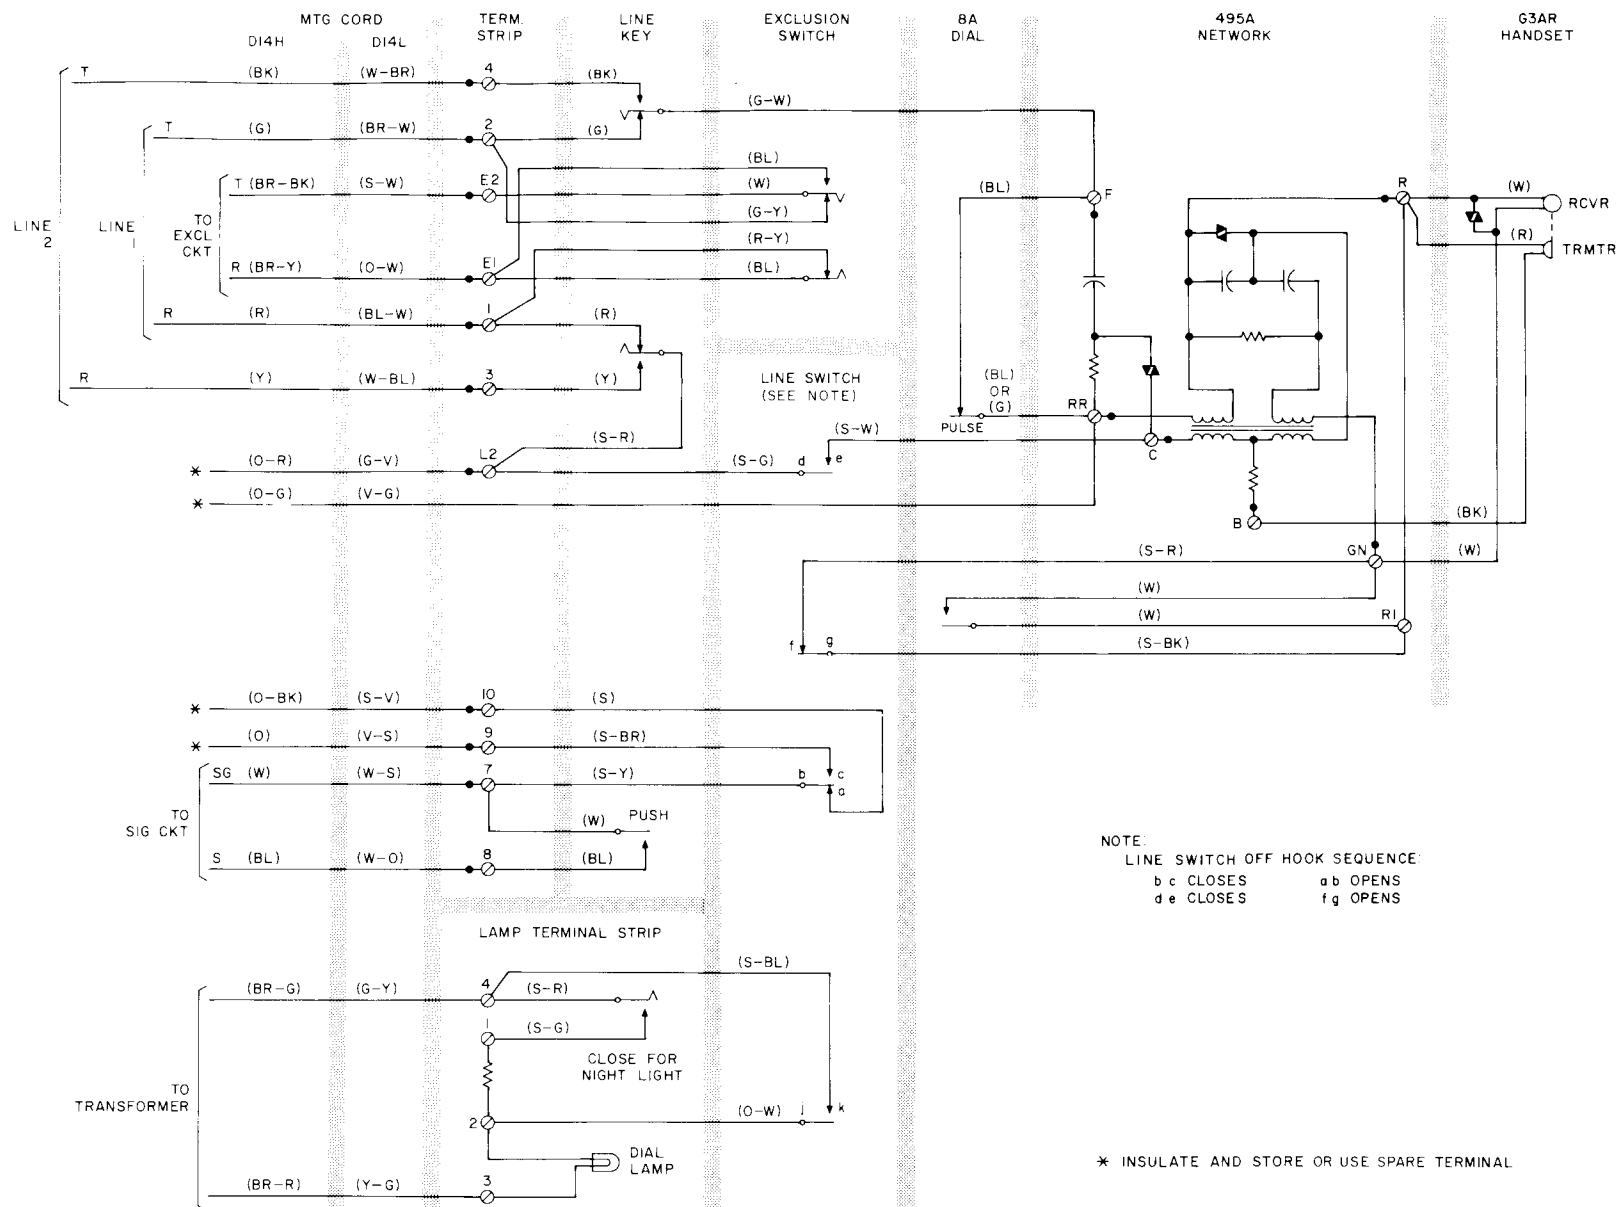 MTG CORD
TERM. STRIP
LINE KEY
EXCLUSION SWITCH
8A DIAL
495A NETWORK
G3AR HANDSET
D14H
D14L
T (BK) (W-BR) 4 (BK)
(G-W)
T (G) (BR-W) 2 (G)
(BL)
T (BR-BK) (S-W) E2 (W)
(G-Y)
(BL) F R (W) RCVR
TO EXCL CKT
LINE 2
LINE 1
(R-Y)
(R) TRMTR
R (BR-Y) (O-W) E1 (BL)
R (R) (BL-W) 1 (R)
R (Y) (W-BL) 3 (Y)
LINE SWITCH
(SEE NOTE)
(BL)
OR
(G)
RR
PULSE
(S-R) (S-W)
C
* (O-R) (G-V) L2 (S-G) d e
* (O-G) (V-G)
B (BK)
(S-R) GN (W)
(W)
(W) R1
f g (S-BK)
* (O-BK) (S-V) 10 (S)
* (O) (V-S) 9 (S-BR)
SG (W) (W-S) 7 (S-Y) b c
a
TO SIG CKT
(W) PUSH
S (BL) (W-O) 8 (BL)
NOTE:
LINE SWITCH OFF HOOK SEQUENCE:
b c CLOSES a b OPENS
d e CLOSES f g OPENS
LAMP TERMINAL STRIP
(S-BL)
(BR-G) (G-Y) 4 (S-R)
1 (S-G)
CLOSE FOR
NIGHT LIGHT
TO
TRANSFORMER
2 (O-W) j k
DIAL
LAMP
(BR-R) (Y-G) 3
* INSULATE AND STORE OR USE SPARE TERMINAL